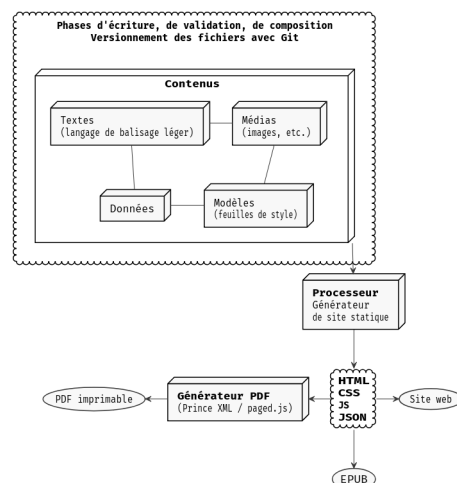 Phases d'écriture, de validation, de composition
Versionnement des fichiers avec Git
Contenus
Textes
(langage de balisage léger)
Médias
(images, etc.)
Données
Modèles
(feuilles de style)
Processeur
Générateur
de site statique
HTML
CSS
JS
JSON
Générateur PDF
(Prince XML / paged.js)
PDF imprimable
Site web
EPUB